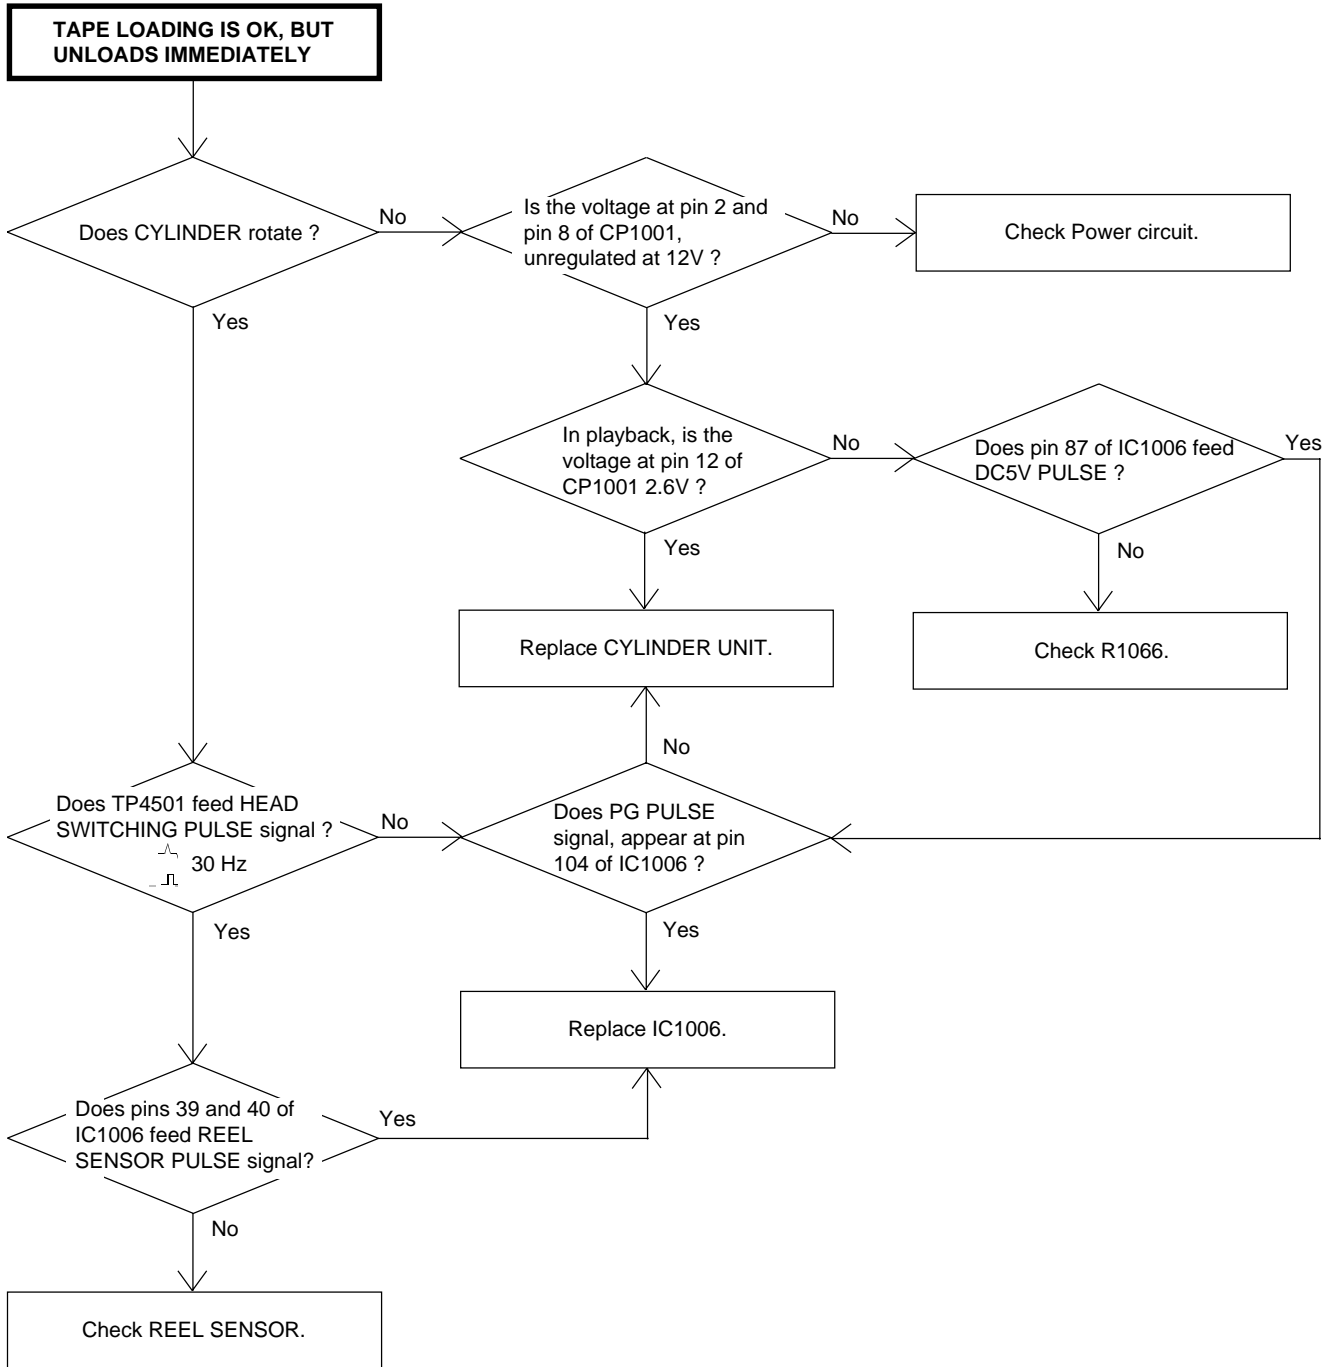 TAPE LOADING IS OK, BUT
UNLOADS IMMEDIATELY
Does CYLINDER rotate ?
No
Is the voltage at pin 2 and
pin 8 of CP1001,
unregulated at 12V ?
No
Check Power circuit.
Yes
Yes
In playback, is the
voltage at pin 12 of
CP1001 2.6V ?
No
Does pin 87 of IC1006 feed
DC5V PULSE ?
Yes
Yes
No
Replace CYLINDER UNIT.
Check R1066.
No
Does TP4501 feed HEAD
SWITCHING PULSE signal ?
30 Hz
No
Does PG PULSE
signal, appear at pin
104 of IC1006 ?
Yes
Yes
Replace IC1006.
Does pins 39 and 40 of
IC1006 feed REEL
SENSOR PULSE signal?
Yes
No
Check REEL SENSOR.